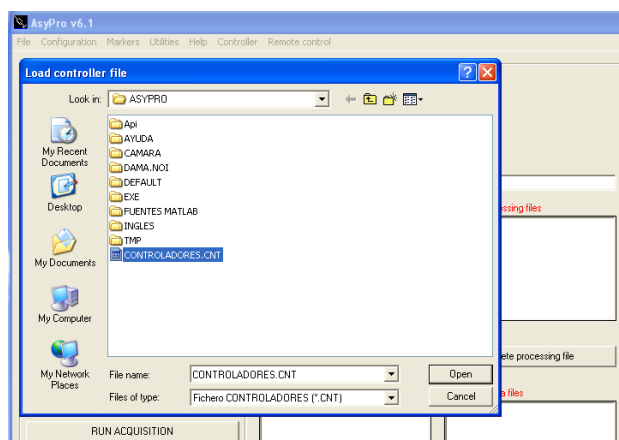 AsyPro v6.1
File Configuration Markers Utilities Help Controller Remote control
Load controller file
Look in: ASYPRO
My Recent Documents
Desktop
My Documents
My Computer
My Network Places
Api
AYUDA
CAMARA
DAMA.NOI
DEFAULT
EXE
FUENTES MATLAB
INGLES
TMP
CONTROLADORES.CNT
File name: CONTROLADORES.CNT Open
Files of type: Fichero CONTROLADORES (*.CNT) Cancel
files
processing file
files
RUN ACQUISITION